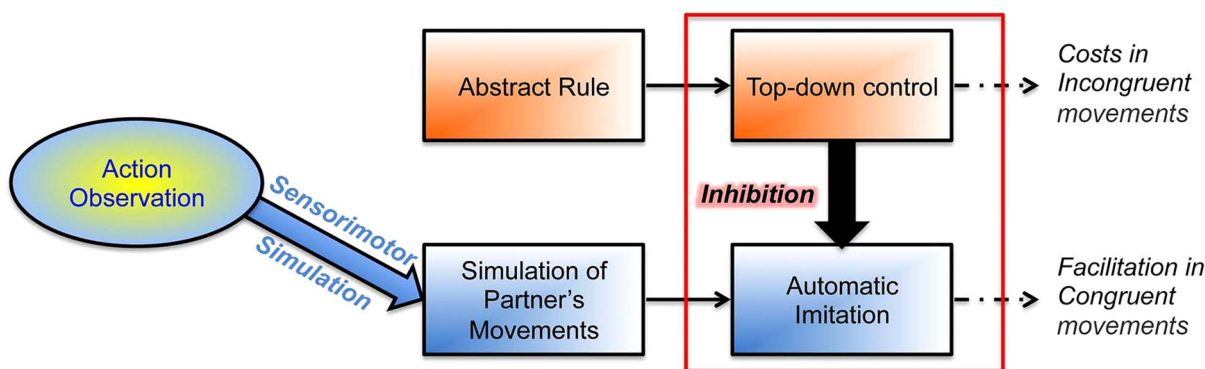 Abstract Rule
Top-down control
Costs in
Incongruent
movements
Action
Observation
Sensorimotor
Simulation
Inhibition
Simulation of
Partner's
Movements
Automatic
Imitation
Facilitation in
Congruent
movements